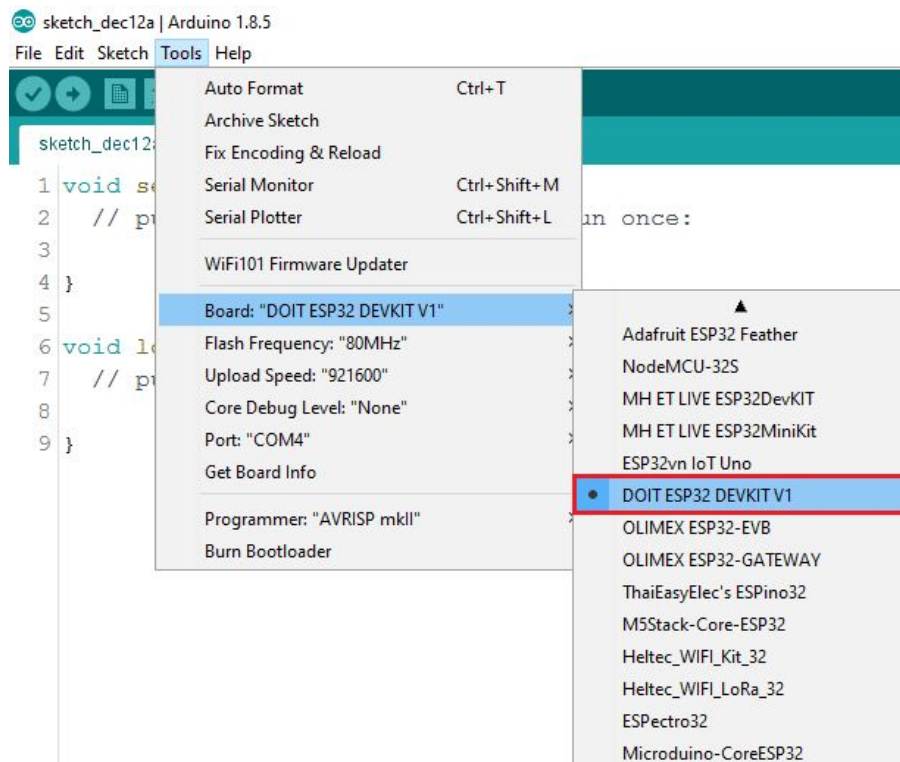 sketch_dec12a | Arduino 1.8.5
File Edit Sketch Tools Help
sketch_dec12a
1 void se
2 // pu un once:
3
4 }
5
6 void lo
7 // pu
8
9 }
Auto Format Ctrl+T
Archive Sketch
Fix Encoding & Reload
Serial Monitor Ctrl+Shift+M
Serial Plotter Ctrl+Shift+L
WiFi101 Firmware Updater
Board: "DOIT ESP32 DEVKIT V1"
Flash Frequency: "80MHz"
Upload Speed: "921600"
Core Debug Level: "None"
Port: "COM4"
Get Board Info
Programmer: "AVRISP mkII"
Burn Bootloader
Adafruit ESP32 Feather
NodeMCU-32S
MH ET LIVE ESP32DevKIT
MH ET LIVE ESP32MiniKit
ESP32vn IoT Uno
DOIT ESP32 DEVKIT V1
OLIMEX ESP32-EVB
OLIMEX ESP32-GATEWAY
ThaiEasyElec's ESPino32
M5Stack-Core-ESP32
Heltec_WIFI_Kit_32
Heltec_WIFI_LoRa_32
ESPectro32
Microduino-CoreESP32